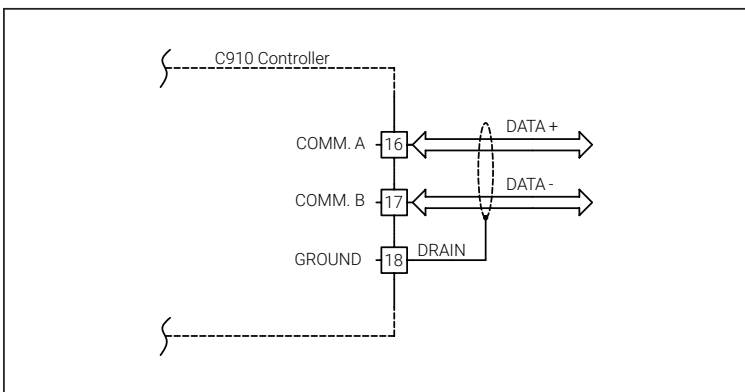 C910 Controller
COMM. A 16 DATA +
COMM. B 17 DATA -
GROUND 18 DRAIN